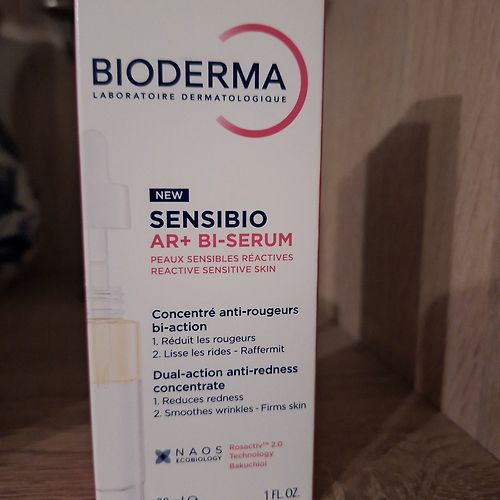 BIODERMA
LABORATOIRE DERMATOLOGIQUE
NEW
SENSIBIO
AR+ BI-SERUM
PEAUX SENSIBLES RÉACTIVES
REACTIVE SENSITIVE SKIN
Concentré anti-rougeurs
bi-action
1. Réduit les rougeurs
2. Lisse les rides - Raffermit
Dual-action anti-redness
concentrate
1. Reduces redness
2. Smoothes wrinkles - Firms skin
NAOS
ECOBIOLOGY
Rosactiv™ 2.0
Technology
Bakuchiol
1 FL. OZ.